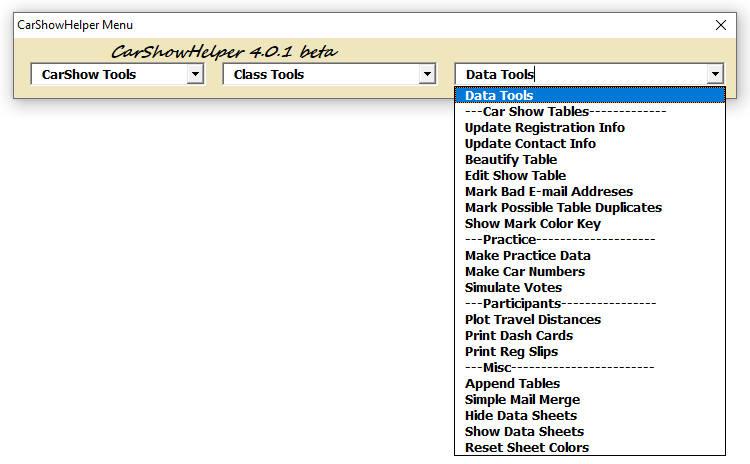 CarShowHelper Menu
CarShowHelper 4.0.1 beta
CarShow Tools
Class Tools
Data Tools
Data Tools
---Car Show Tables-------------
Update Registration Info
Update Contact Info
Beautify Table
Edit Show Table
Mark Bad E-mail Addreses
Mark Possible Table Duplicates
Show Mark Color Key
---Practice--------------------
Make Practice Data
Make Car Numbers
Simulate Votes
---Participants----------------
Plot Travel Distances
Print Dash Cards
Print Reg Slips
---Misc------------------------
Append Tables
Simple Mail Merge
Hide Data Sheets
Show Data Sheets
Reset Sheet Colors